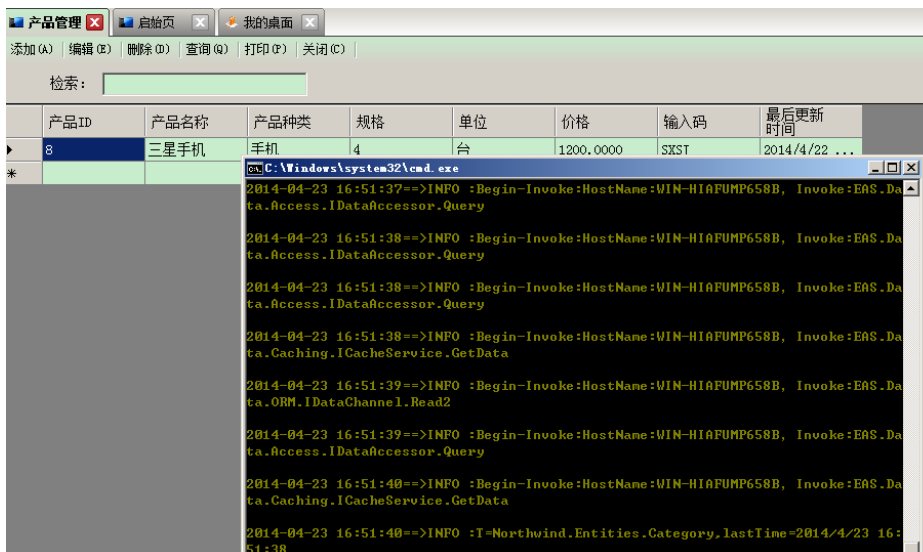 产品管理 启始页 我的桌面
添加(A) 编辑(E) 删除(D) 查询(Q) 打印(P) 关闭(C)
检索:
产品ID 产品名称 产品种类 规格 单位 价格 输入码 最后更新
时间
8 三星手机 手机 4 台 1200.0000 SXST 2014/4/22 ...
C:\Windows\system32\cmd.exe
2014-04-23 16:51:37==>INFO :Begin-Invoke:HostName:WIN-HIAFUMP658B, Invoke:EAS.Da
ta.Access.IDataAccessor.Query
2014-04-23 16:51:38==>INFO :Begin-Invoke:HostName:WIN-HIAFUMP658B, Invoke:EAS.Da
ta.Access.IDataAccessor.Query
2014-04-23 16:51:38==>INFO :Begin-Invoke:HostName:WIN-HIAFUMP658B, Invoke:EAS.Da
ta.Access.IDataAccessor.Query
2014-04-23 16:51:38==>INFO :Begin-Invoke:HostName:WIN-HIAFUMP658B, Invoke:EAS.Da
ta.Caching.ICacheService.GetData
2014-04-23 16:51:39==>INFO :Begin-Invoke:HostName:WIN-HIAFUMP658B, Invoke:EAS.Da
ta.ORM.IDataChannel.Read2
2014-04-23 16:51:39==>INFO :Begin-Invoke:HostName:WIN-HIAFUMP658B, Invoke:EAS.Da
ta.Access.IDataAccessor.Query
2014-04-23 16:51:40==>INFO :Begin-Invoke:HostName:WIN-HIAFUMP658B, Invoke:EAS.Da
ta.Caching.ICacheService.GetData
2014-04-23 16:51:40==>INFO :T=Northwind.Entities.Category,lastTime=2014/4/23 16:
51:38